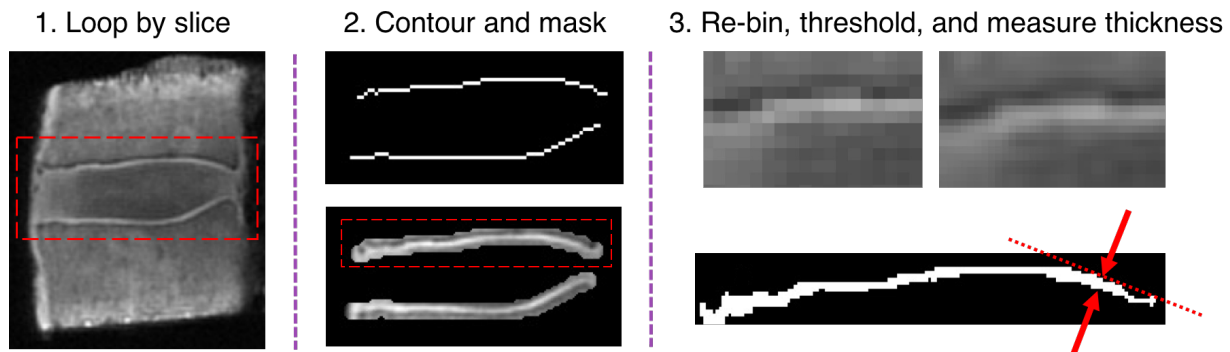 1. Loop by slice
2. Contour and mask
3. Re-bin, threshold, and measure thickness